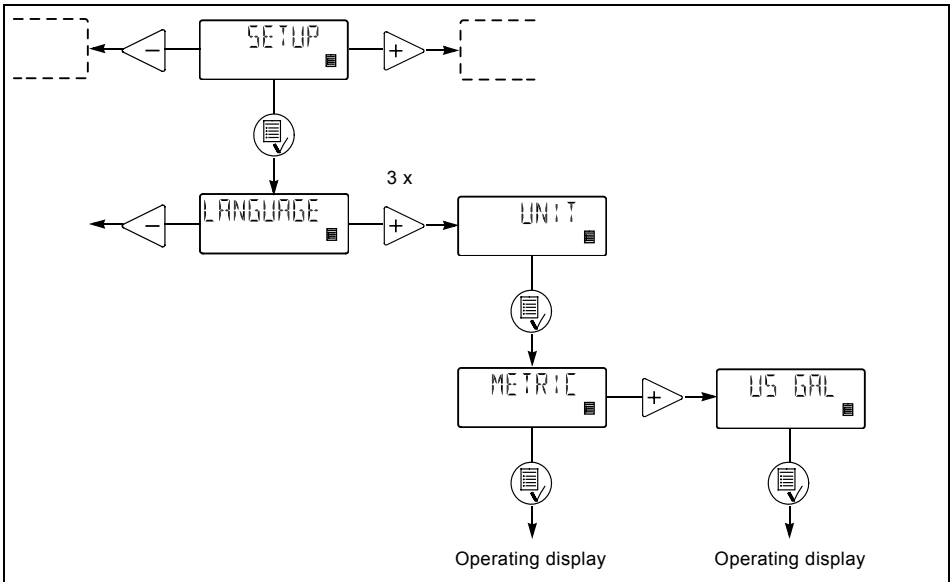 SETUP
−
+
3 x
LANGUAGE
−
+
UNIT
METRIC
+
US GAL
Operating display
Operating display